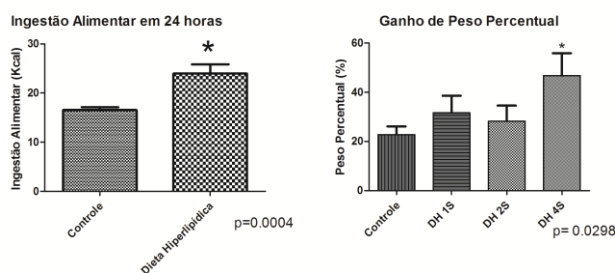 Ingestão Alimentar em 24 horas
Ingestão Alimentar (Kcal)
30
20
10
0
*
Controle
Dieta Hiperlipídica
p=0.0004
Ganho de Peso Percentual
Peso Percentual (%)
60
40
20
0
*
Controle
DH 1S
DH 2S
DH 4S
p= 0.0298